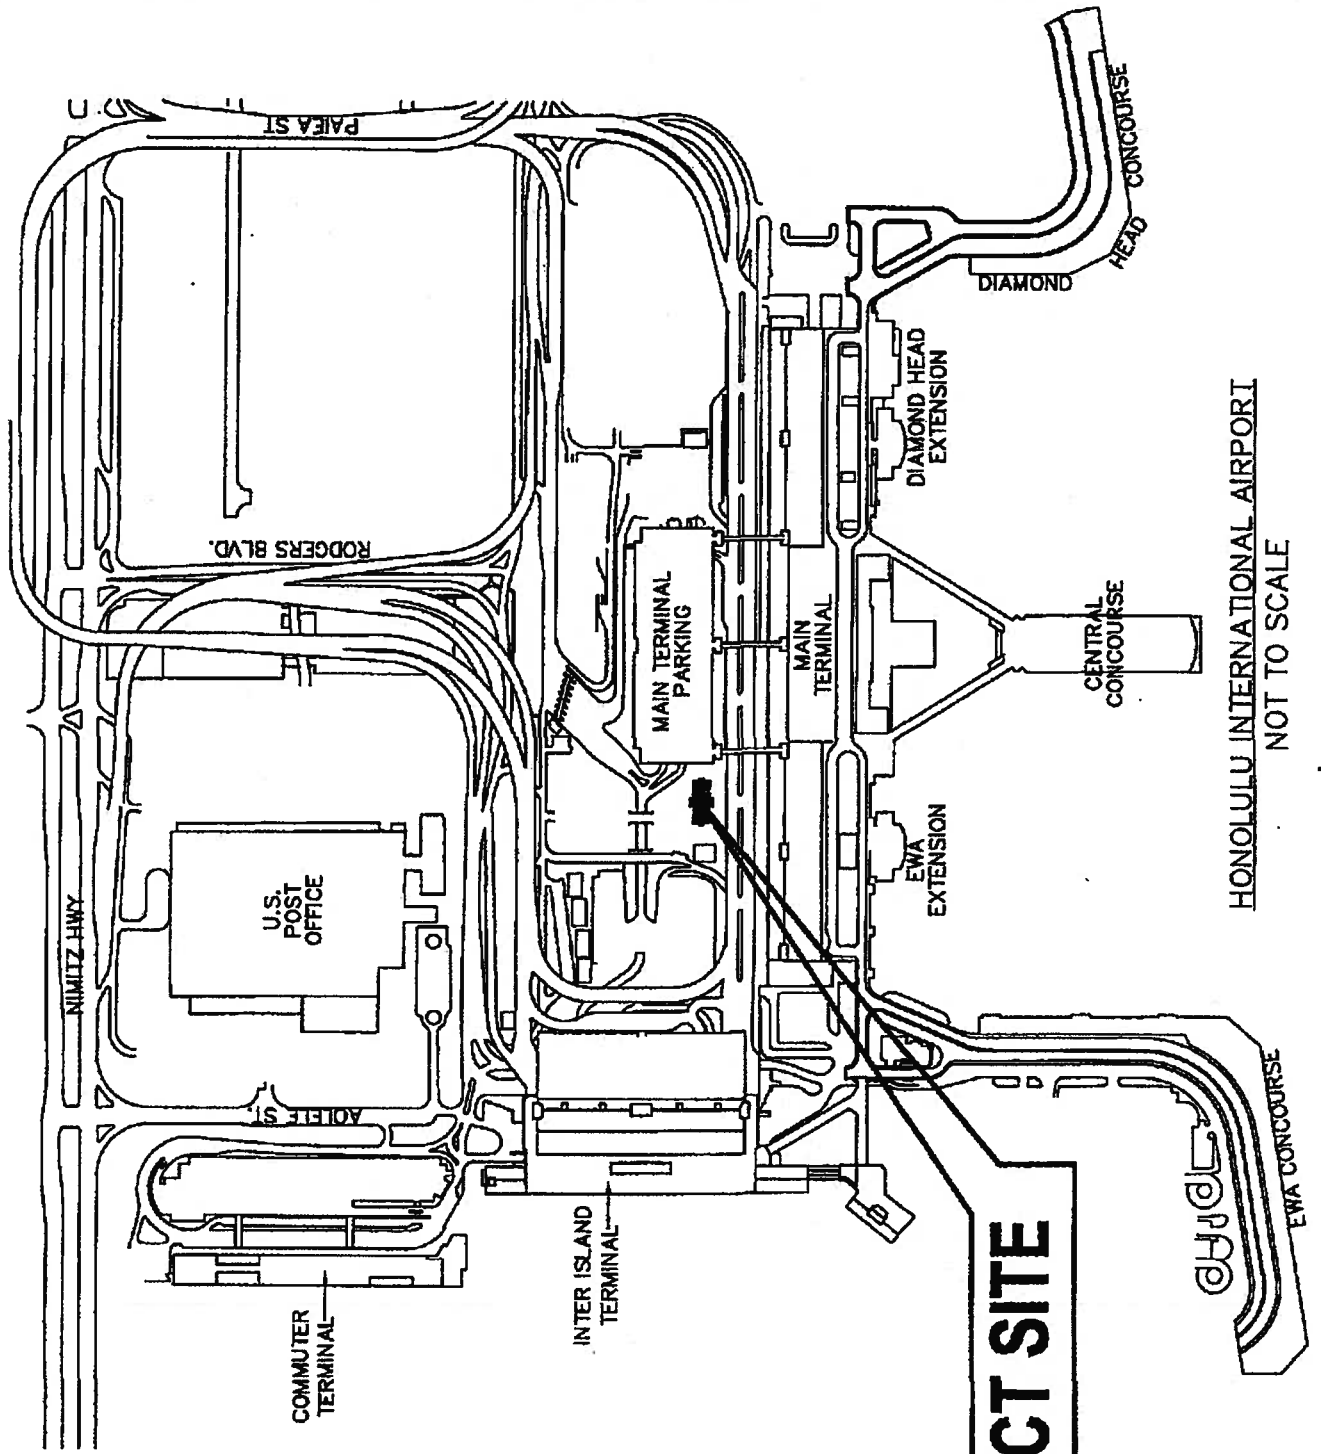 PAIEA ST
RODGERS BLVD.
NIMITZ HWY
U.S.
POST
OFFICE
AOLELE ST.
COMMUTER
TERMINAL
INTER ISLAND
TERMINAL
MAIN TERMINAL
PARKING
MAIN
TERMINAL
DIAMOND HEAD
EXTENSION
DIAMOND HEAD CONCOURSE
CENTRAL
CONCOURSE
EWA
EXTENSION
EWA CONCOURSE
CT SITE
HONOLULU INTERNATIONAL AIRPORT
NOT TO SCALE